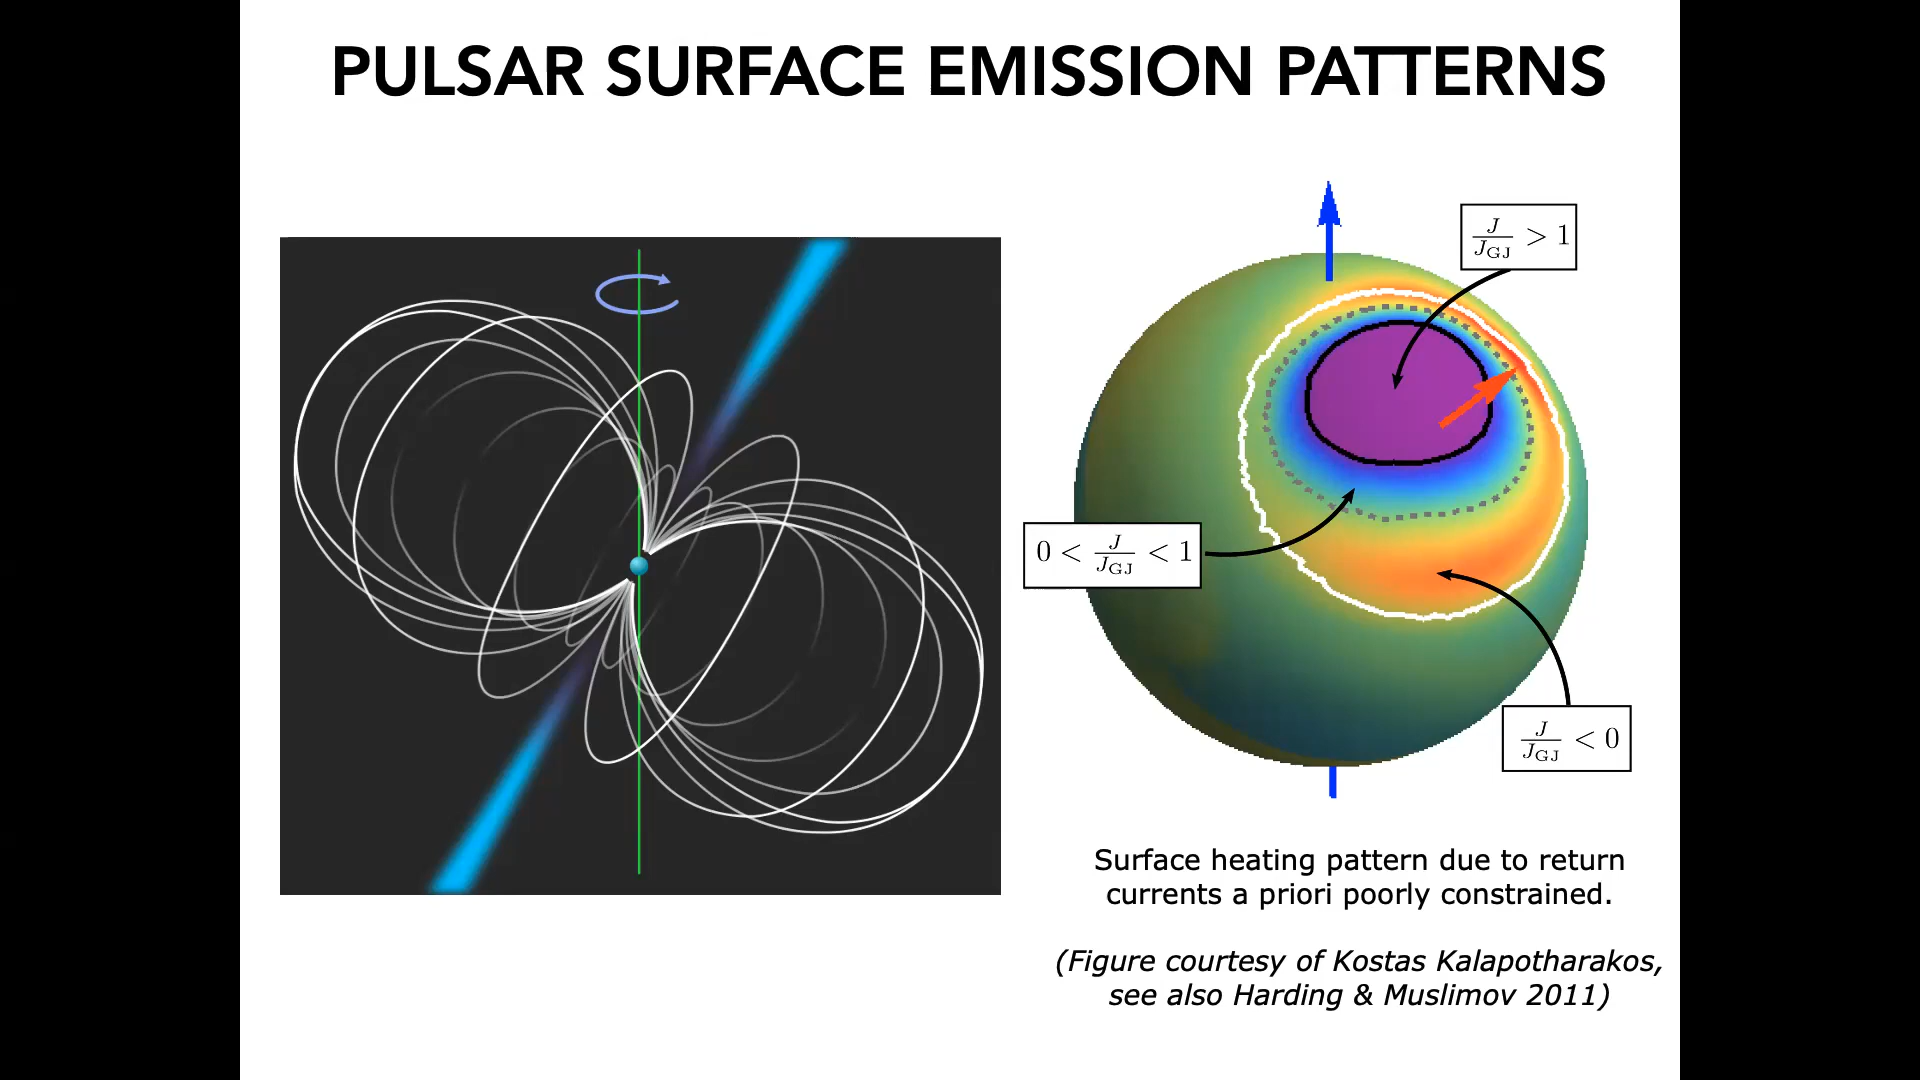 PULSAR SURFACE EMISSION PATTERNS
J/J_GJ > 1
0 < J/J_GJ < 1
J/J_GJ < 0
Surface heating pattern due to return
currents a priori poorly constrained.
(Figure courtesy of Kostas Kalapotharakos,
see also Harding & Muslimov 2011)